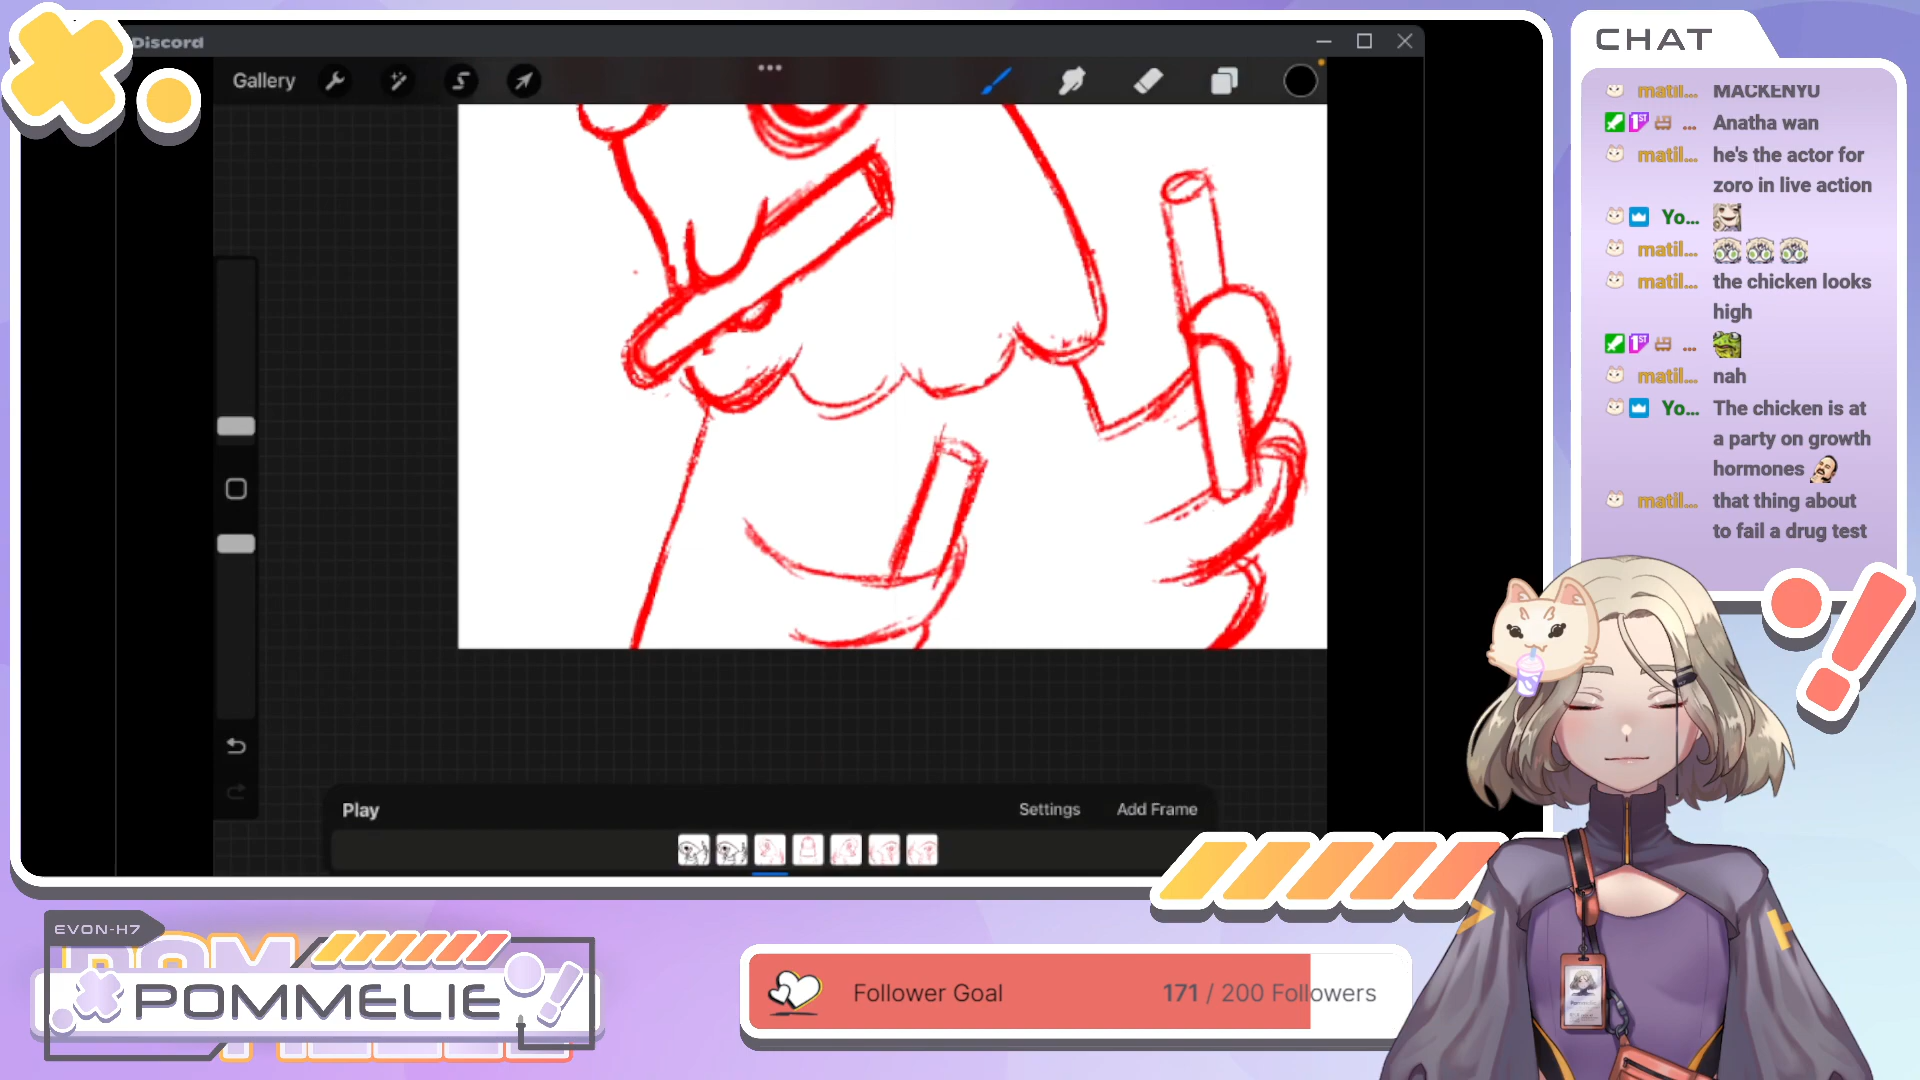 Discord
Gallery
Play
Settings
Add Frame
CHAT
matil... MACKENYU
1ST ... Anatha wan
matil... he's the actor for
zoro in live action
Yo...
matil...
matil... the chicken looks
high
1ST ...
matil... nah
Yo... The chicken is at
a party on growth
hormones
matil... that thing about
to fail a drug test
EVON-H7
POMMELIE
Follower Goal
171 / 200 Followers